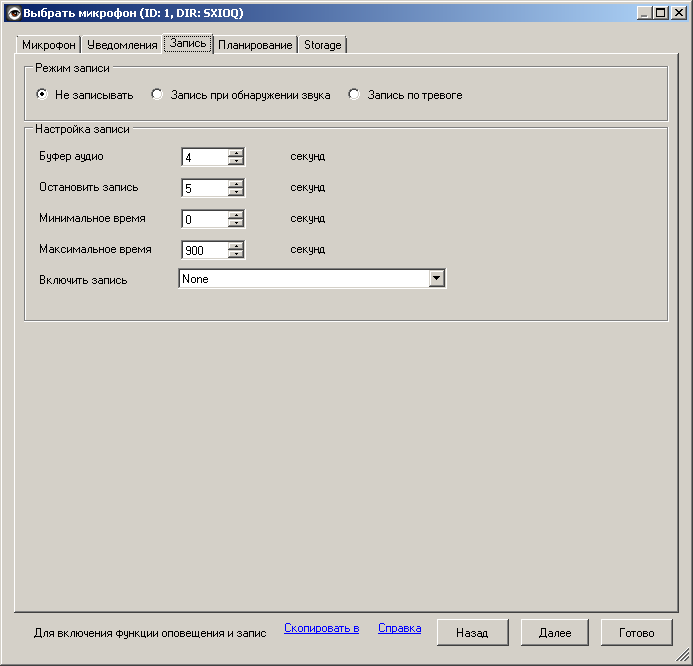 Выбрать микрофон (ID: 1, DIR: SXIOQ)
Микрофон Уведомления Запись Планирование Storage
Режим записи
Не записывать Запись при обнаружении звука Запись по тревоге
Настройка записи
Буфер аудио 4 секунд
Остановить запись 5 секунд
Минимальное время 0 секунд
Максимальное время 900 секунд
Включить запись None
Для включения функции оповещения и запис Скопировать в Справка Назад Далее Готово